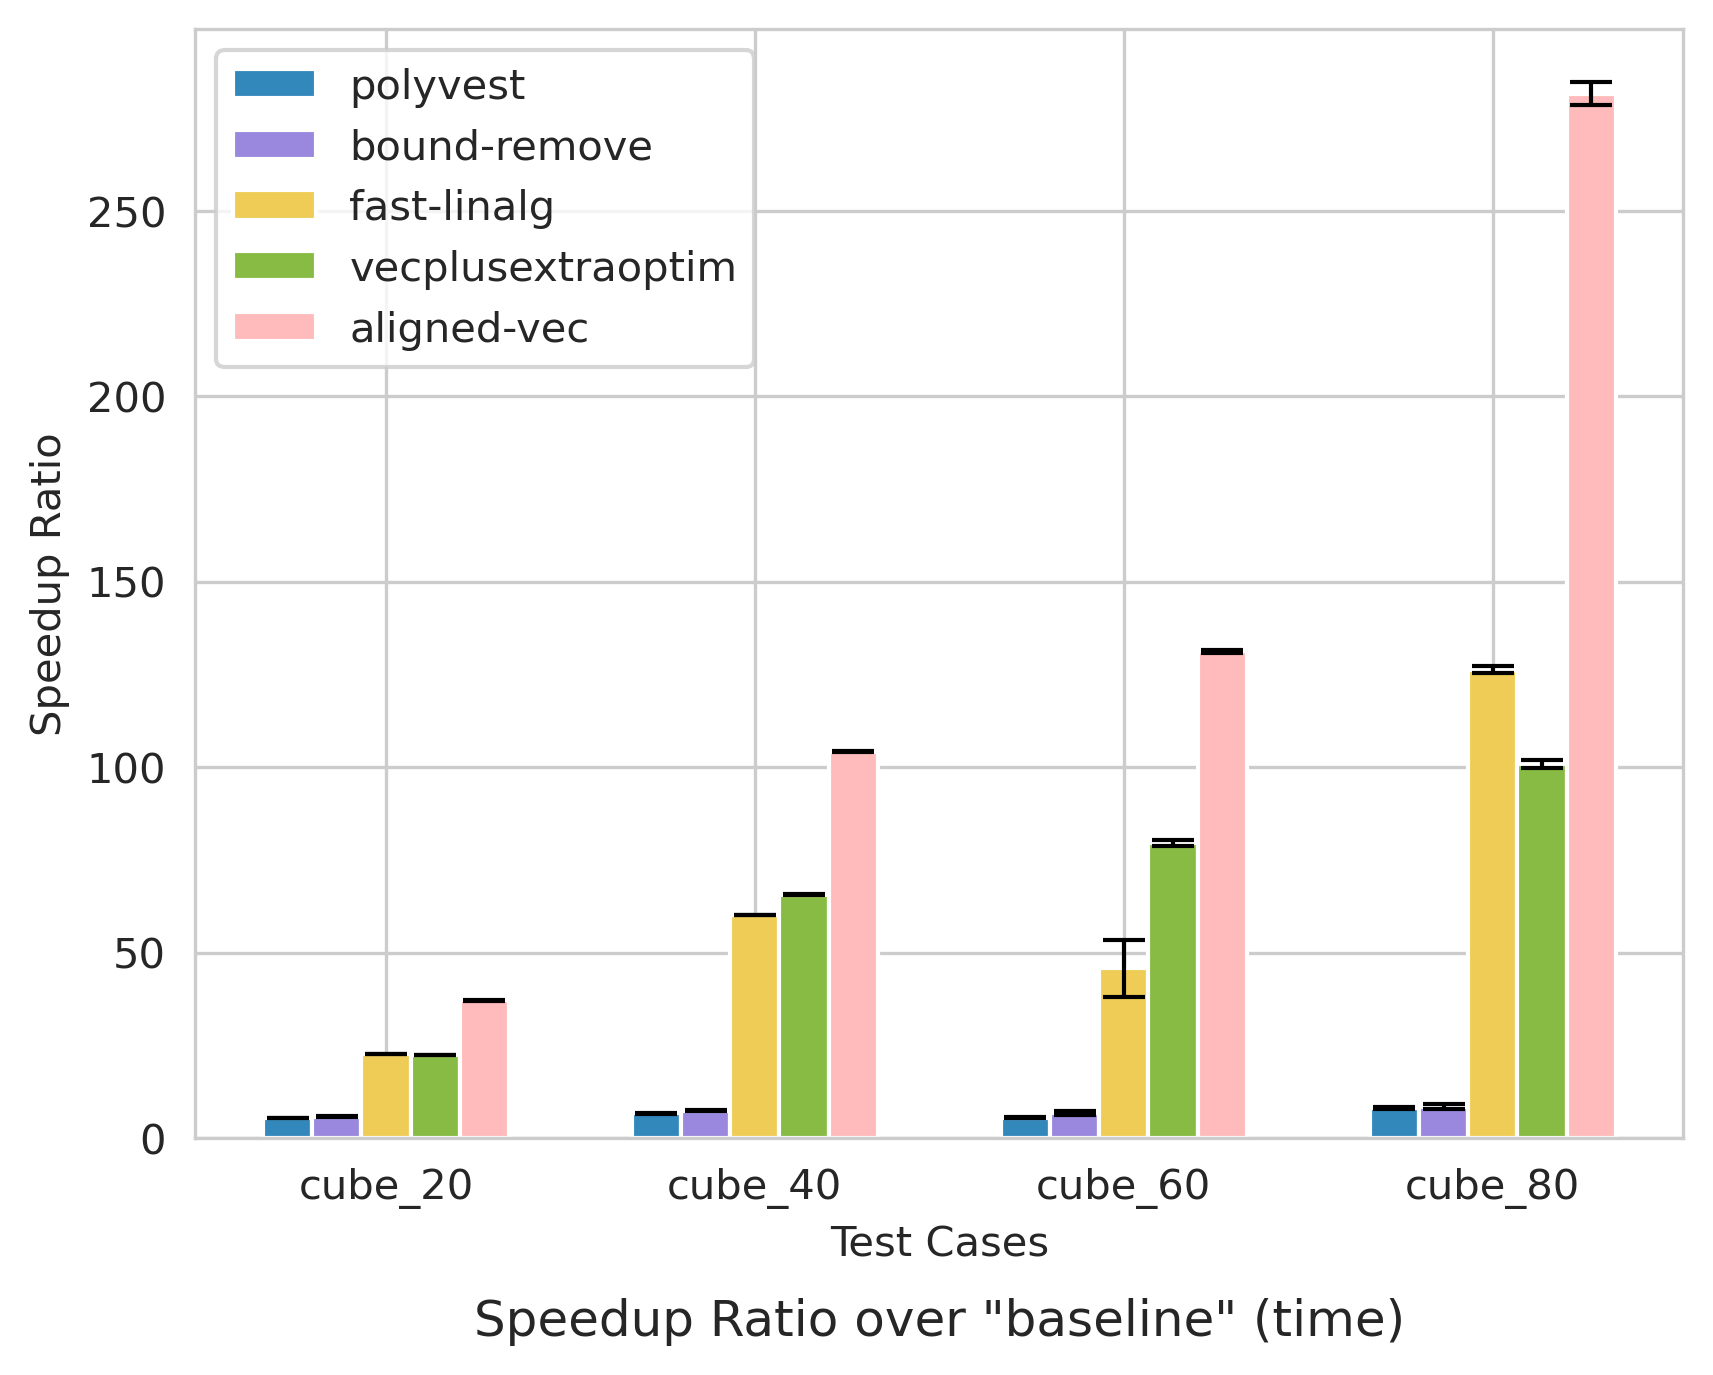 polyvest
bound-remove
fast-linalg
vecplusextraoptim
aligned-vec
Speedup Ratio
250
200
150
100
50
0
cube_20
cube_40
cube_60
cube_80
Test Cases
Speedup Ratio over "baseline" (time)